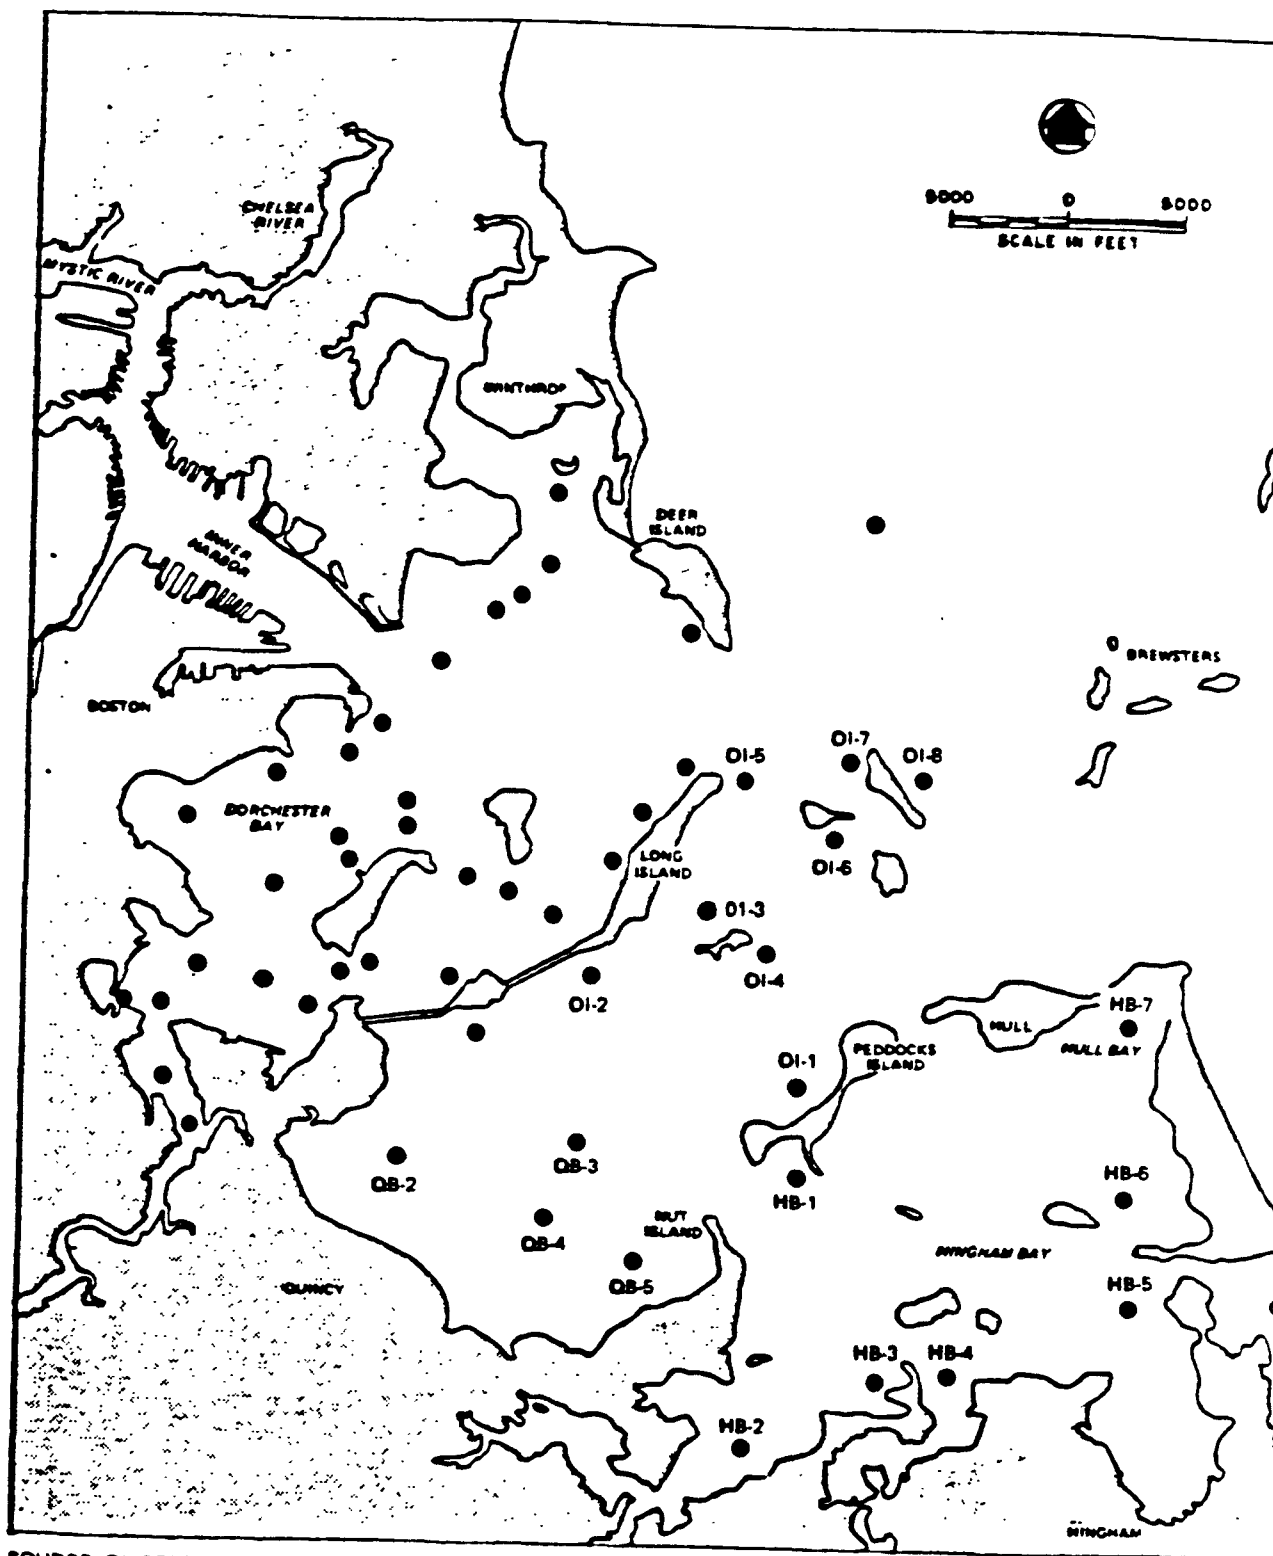 5000 0 5000
SCALE IN FEET
CHELSEA
RIVER
MYSTIC RIVER
WINTHROP
DEER
ISLAND
INNER
HARBOR
BREWSTERS
BOSTON
OI-5
OI-7
OI-8
DORCHESTER
BAY
LONG
ISLAND
OI-6
01-3
OI-4
OI-2
HB-7
HULL
HULL BAY
PEDDOCKS
ISLAND
OI-1
QB-3
QB-2
HB-1
HB-6
NUT
ISLAND
QB-4
HINGHAM BAY
QB-5
QUINCY
HB-5
HB-3 HB-4
HB-2
HINGHAM